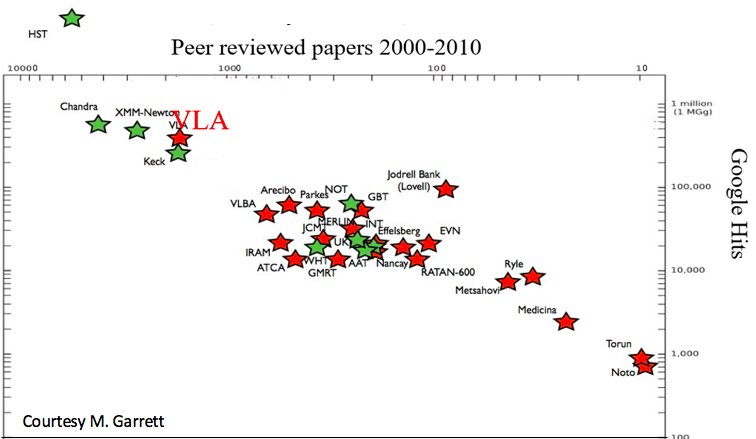 HST
Peer reviewed papers 2000-2010
10000
1000
100
10
Chandra
XMM-Newton
VLA
VLA
Keck
1 million
(1 MGg)
Google Hits
Jodrell Bank
(Lovell)
100,000
Arecibo
Parkes
NOT
GBT
VLBA
MERLIN
INT
JCMT
UK
Effelsberg
EVN
IRAM
WHT
AAT
Nancay
ATCA
GMRT
RATAN-600
10,000
Ryle
Metsahovi
Medicina
Torun
1,000
Noto
Courtesy M. Garrett
100